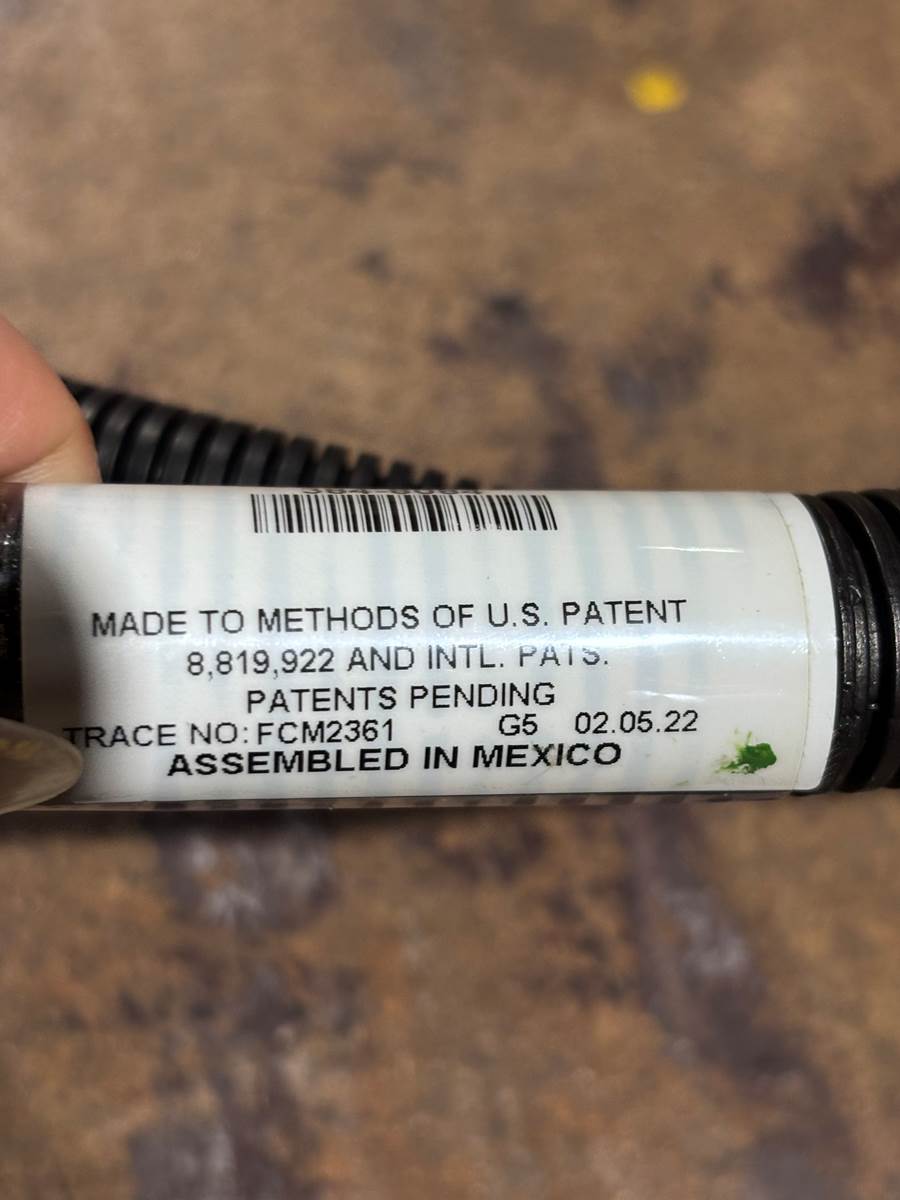 MADE TO METHODS OF U.S. PATENT
8,819,922 AND INTL. PATS.
PATENTS PENDING
TRACE NO: FCM2361 G5 02.05.22
ASSEMBLED IN MEXICO